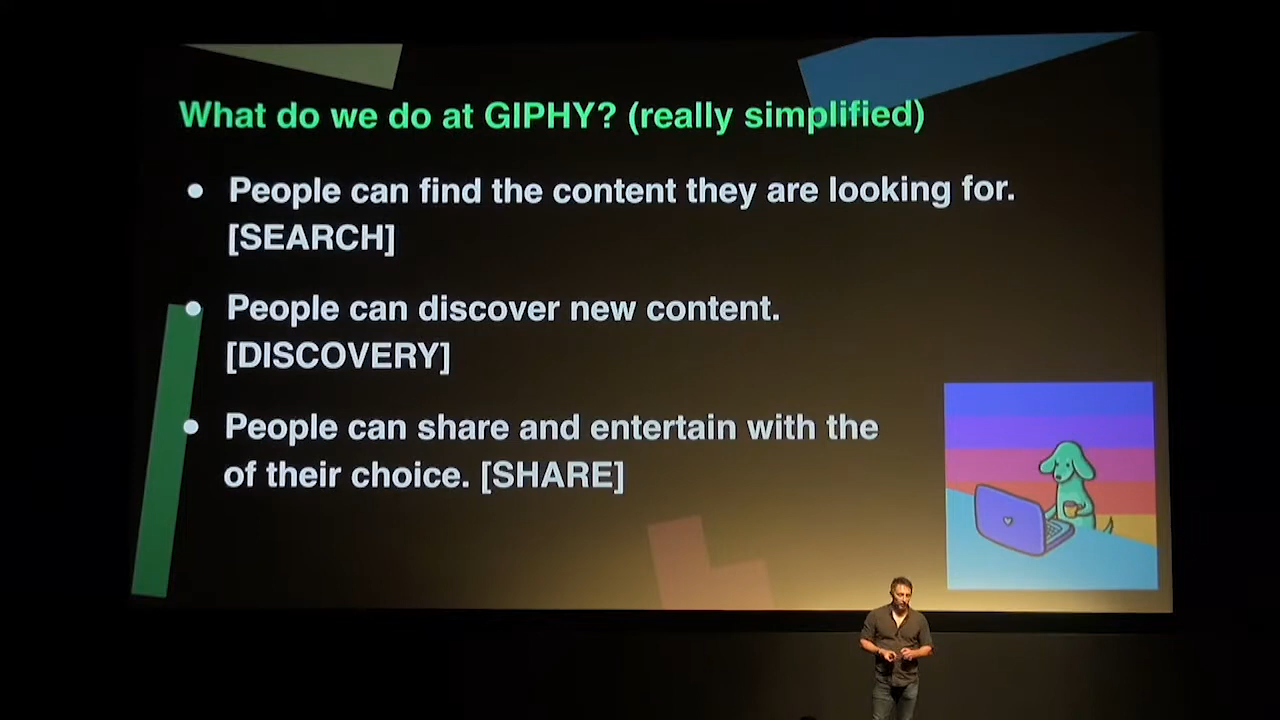 What do we do at GIPHY? (really simplified)
• People can find the content they are looking for.
[SEARCH]
• People can discover new content.
[DISCOVERY]
• People can share and entertain with the
of their choice. [SHARE]